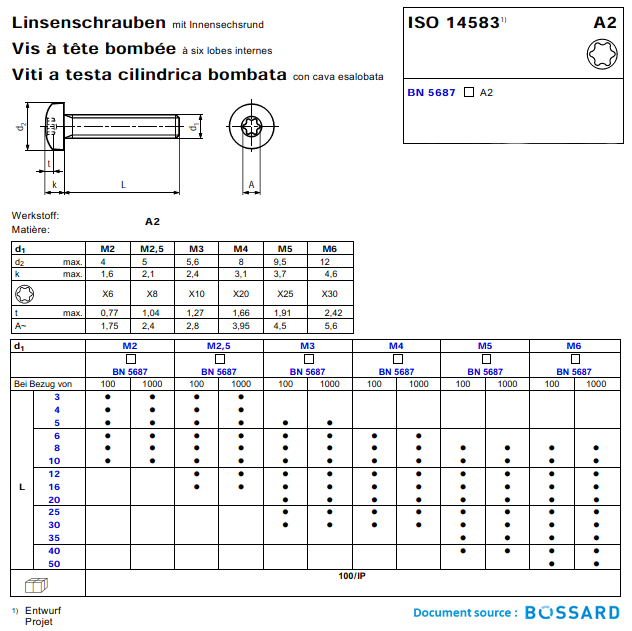 Linsenschrauben mit Innensechsrund
Vis à tête bombée à six lobes internes
Viti a testa cilindrica bombata con cava esalobata
ISO 14583 1) A2
BN 5687 A2
d2
d1
t
k
L
A
Werkstoff:
Matière:
A2
d1 M2 M2,5 M3 M4 M5 M6
d2 max. 4 5 5,6 8 9,5 12
k max. 1,6 2,1 2,4 3,1 3,7 4,6
X6 X8 X10 X20 X25 X30
t max. 0,77 1,04 1,27 1,66 1,91 2,42
A~ 1,75 2,4 2,8 3,95 4,5 5,6
d1 M2 M2,5 M3 M4 M5 M6
BN 5687 BN 5687 BN 5687 BN 5687 BN 5687 BN 5687
Bei Bezug von 100 1000 100 1000 100 1000 100 1000 100 1000 100 1000
3 ● ● ● ●
4 ● ● ● ●
5 ● ● ● ● ● ●
6 ● ● ● ● ● ● ● ●
8 ● ● ● ● ● ● ● ● ● ● ● ●
10 ● ● ● ● ● ● ● ● ● ● ● ●
12 ● ● ● ● ● ● ● ● ● ●
L 16 ● ● ● ● ● ● ● ● ● ●
20 ● ● ● ● ● ● ● ●
25 ● ● ● ● ● ● ● ●
30 ● ● ● ● ● ● ● ●
35 ● ● ● ●
40 ● ● ● ●
50 ● ●
100/IP
1) Entwurf
Projet
Document source : BOSSARD